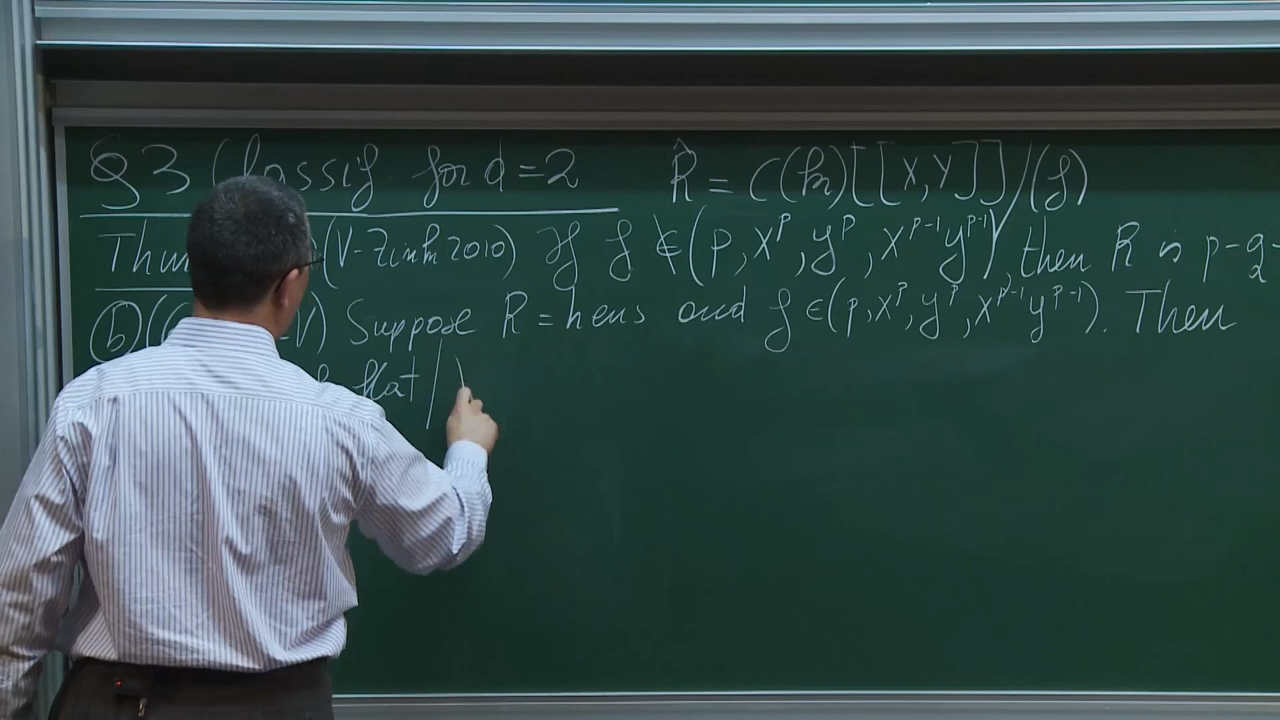 §3 Classif. for d=2 R̂ = C(k)[[X,Y]]/(f)
Thm (V-Zink 2010) If f ∉ (p, X^p, Y^p, X^{p-1}Y^{p-1}), then R is p-q-
(b) ( -V) Suppose R = hens and f ∈ (p, X^p, Y^p, X^{p-1}Y^{p-1}). Then
flat /